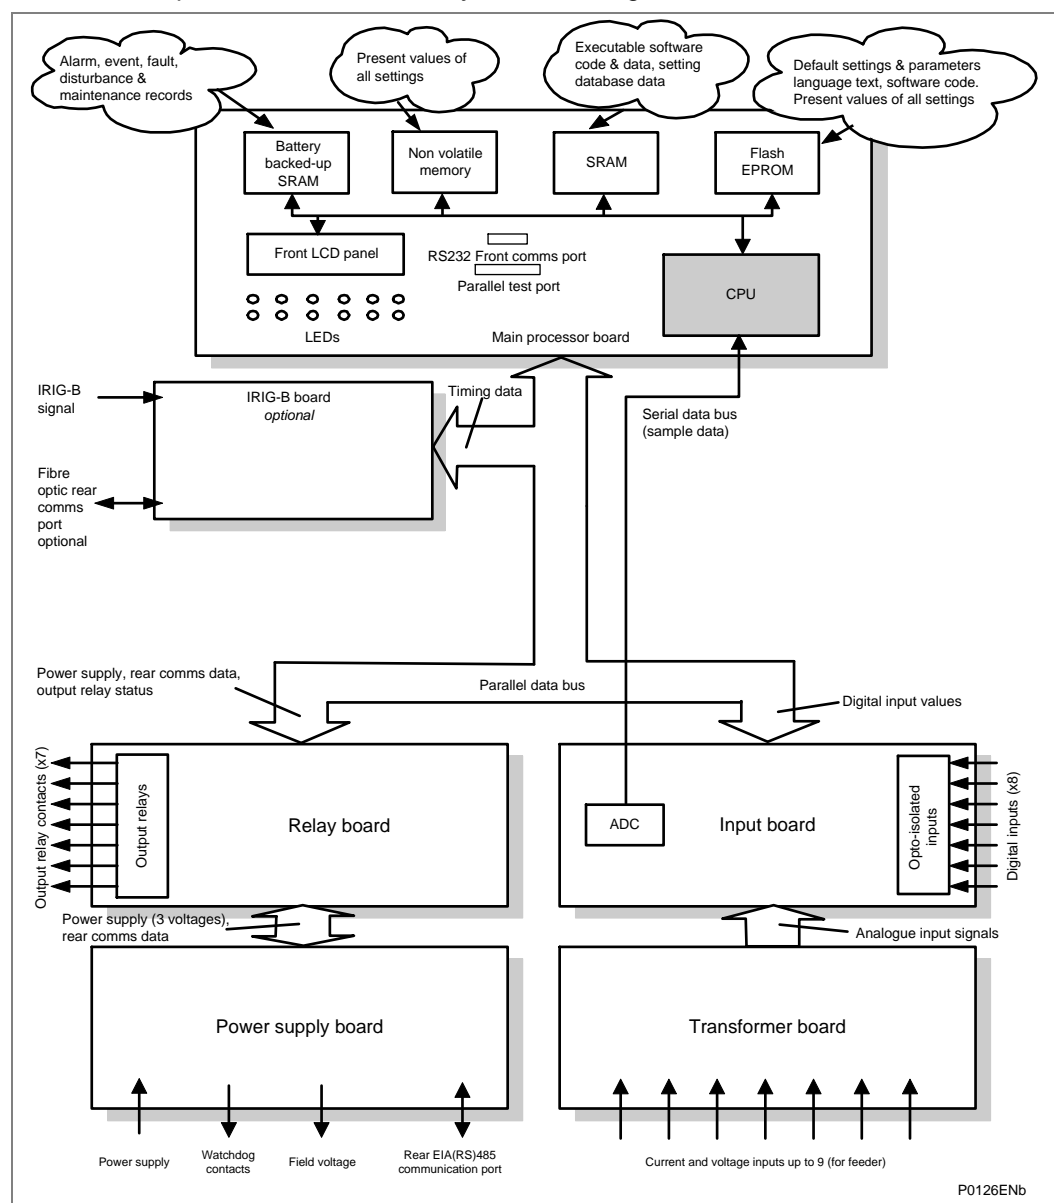 Alarm, event, fault,
disturbance &
maintenance records
Present values of
all settings
Executable software
code & data, setting
database data
Default settings & parameters
language text, software code.
Present values of all settings
Battery
backed-up
SRAM
Non volatile
memory
SRAM
Flash
EPROM
Front LCD panel
RS232 Front comms port
Parallel test port
CPU
LEDs
Main processor board
IRIG-B
signal
IRIG-B board
optional
Timing data
Serial data bus
(sample data)
Fibre
optic rear
comms
port
optional
Power supply, rear comms data,
output relay status
Parallel data bus
Digital input values
Output relay contacts (x7)
Output relays
Relay board
ADC
Input board
Opto-isolated
inputs
Digital inputs (x8)
Power supply (3 voltages),
rear comms data
Analogue input signals
Power supply board
Transformer board
Power supply
Watchdog
contacts
Field voltage
Rear EIA(RS)485
communication port
Current and voltage inputs up to 9 (for feeder)
P0126ENb